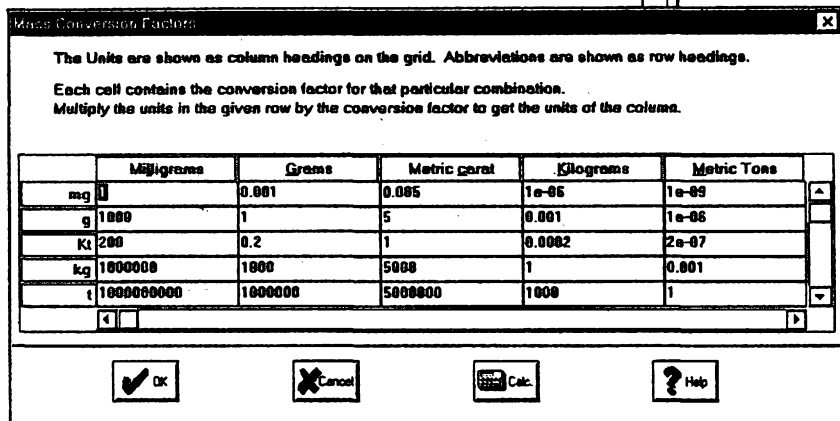 Mass Conversion Factors
The Units are shown as column headings on the grid. Abbreviations are shown as row headings.
Each cell contains the conversion factor for that particular combination.
Multiply the units in the given row by the conversion factor to get the units of the column.
Milligrams Grams Metric carat Kilograms Metric Tons
mg 1 0.001 0.005 1e-06 1e-09
g 1000 1 5 0.001 1e-06
Kt 200 0.2 1 0.0002 2e-07
kg 1000000 1000 5000 1 0.001
t 1000000000 1000000 5000000 1000 1
OK Cancel Calc. Help